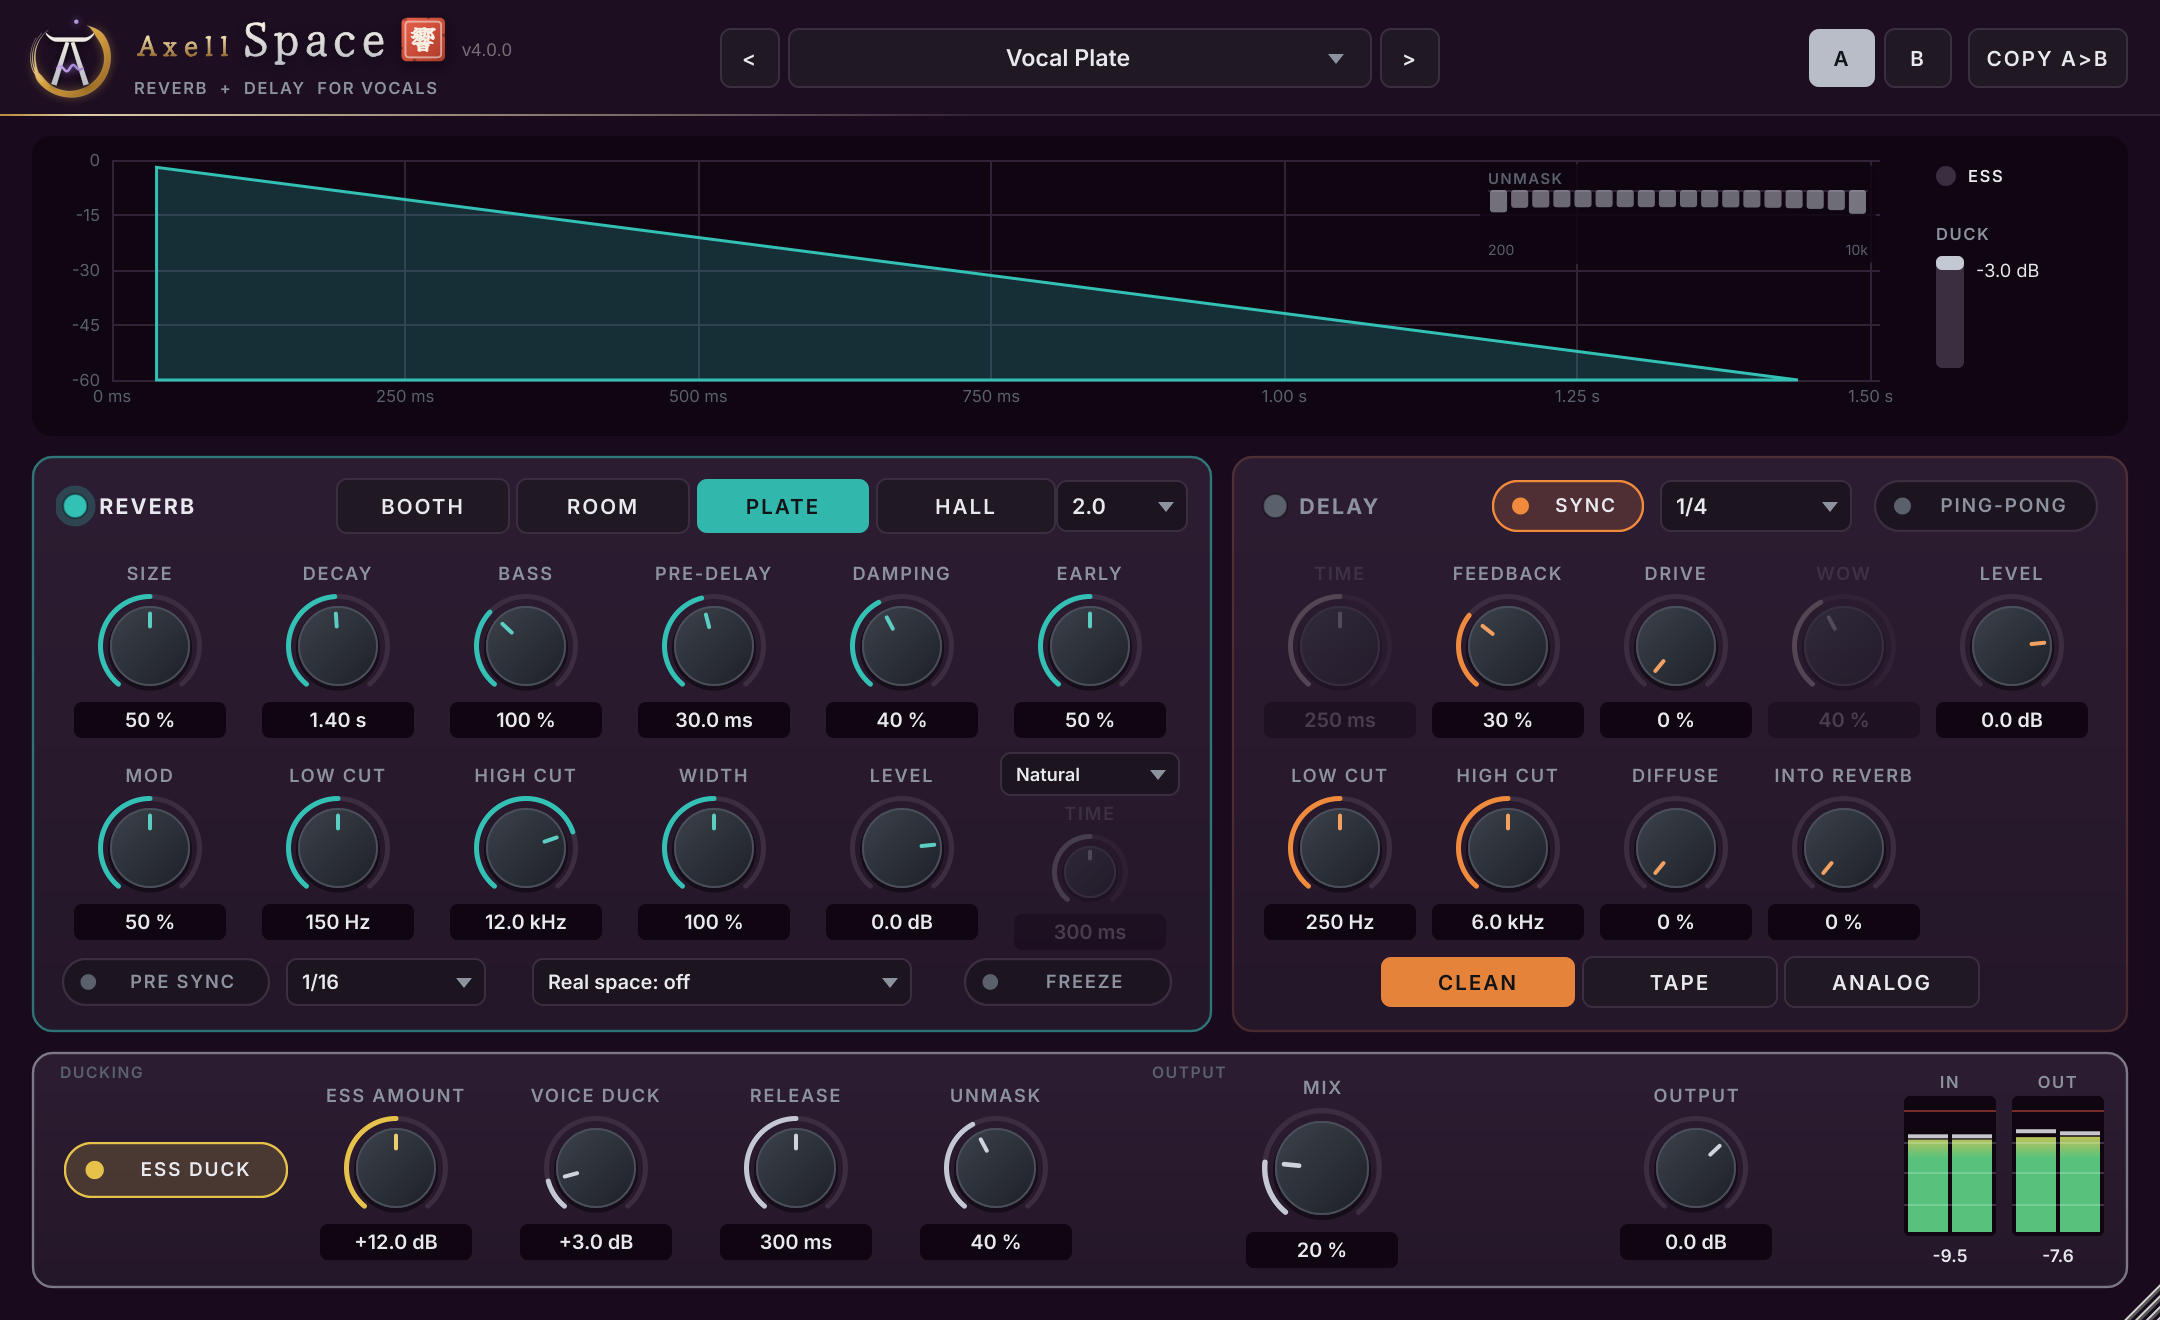 Axell Space 響 v4.0.0
REVERB + DELAY FOR VOCALS
<
Vocal Plate
>
A
B
COPY A>B
0
-15
-30
-45
-60
0 ms
250 ms
500 ms
750 ms
1.00 s
1.25 s
1.50 s
UNMASK
200
10k
ESS
DUCK
-3.0 dB
REVERB
BOOTH
ROOM
PLATE
HALL
2.0
SIZE
DECAY
BASS
PRE-DELAY
DAMPING
EARLY
50 %
1.40 s
100 %
30.0 ms
40 %
50 %
MOD
LOW CUT
HIGH CUT
WIDTH
LEVEL
Natural
TIME
50 %
150 Hz
12.0 kHz
100 %
0.0 dB
300 ms
PRE SYNC
1/16
Real space: off
FREEZE
DELAY
SYNC
1/4
PING-PONG
TIME
FEEDBACK
DRIVE
WOW
LEVEL
250 ms
30 %
0 %
40 %
0.0 dB
LOW CUT
HIGH CUT
DIFFUSE
INTO REVERB
250 Hz
6.0 kHz
0 %
0 %
CLEAN
TAPE
ANALOG
DUCKING
ESS DUCK
ESS AMOUNT
VOICE DUCK
RELEASE
UNMASK
+12.0 dB
+3.0 dB
300 ms
40 %
OUTPUT
MIX
20 %
OUTPUT
0.0 dB
IN
OUT
-9.5
-7.6